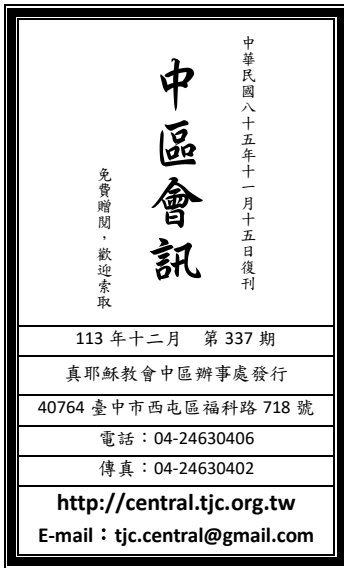 中華民國八十五年十一月十五日復刊
中區會訊
免費贈閱，歡迎索取
113 年十二月　第 337 期
真耶穌教會中區辦事處發行
40764 臺中市西屯區福科路 718 號
電話：04-24630406
傳真：04-24630402
http://central.tjc.org.tw
E-mail：tjc.central@gmail.com